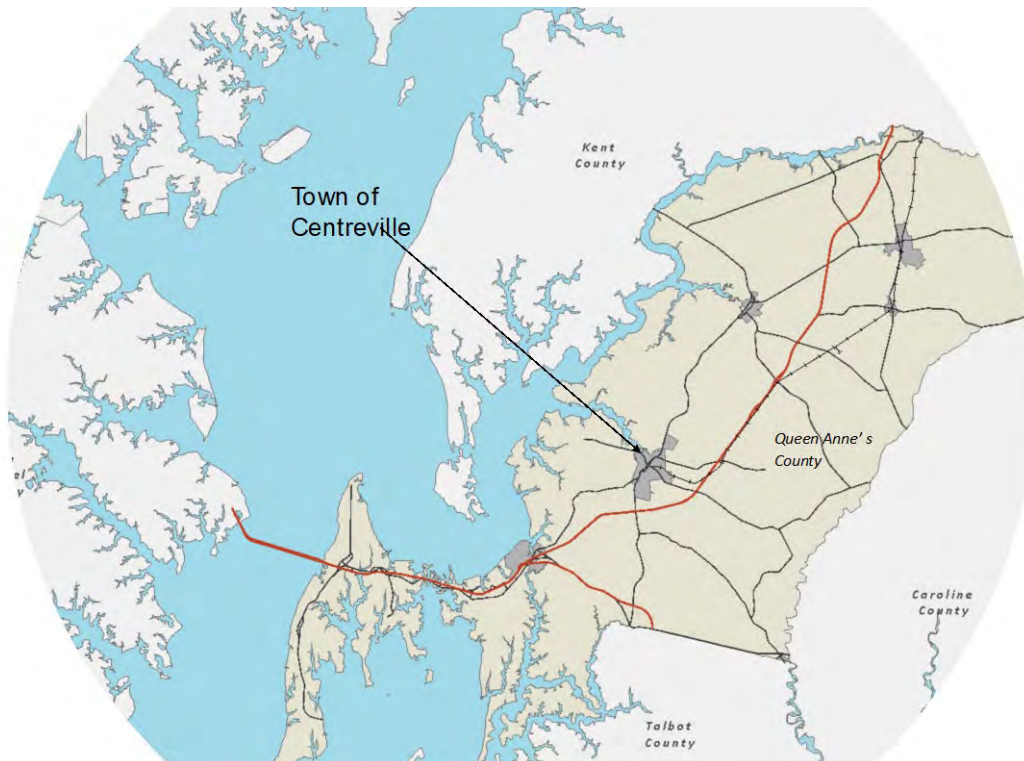 Kent
County
Town of
Centreville
Queen Anne' s
County
Caroline
County
Talbot
County